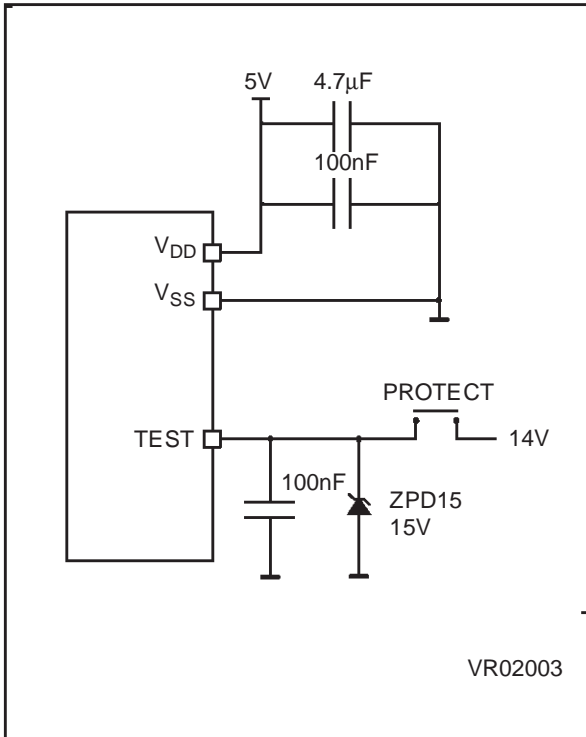 5V
4.7μF
100nF
VDD
VSS
PROTECT
TEST
14V
100nF
ZPD15
15V
VR02003